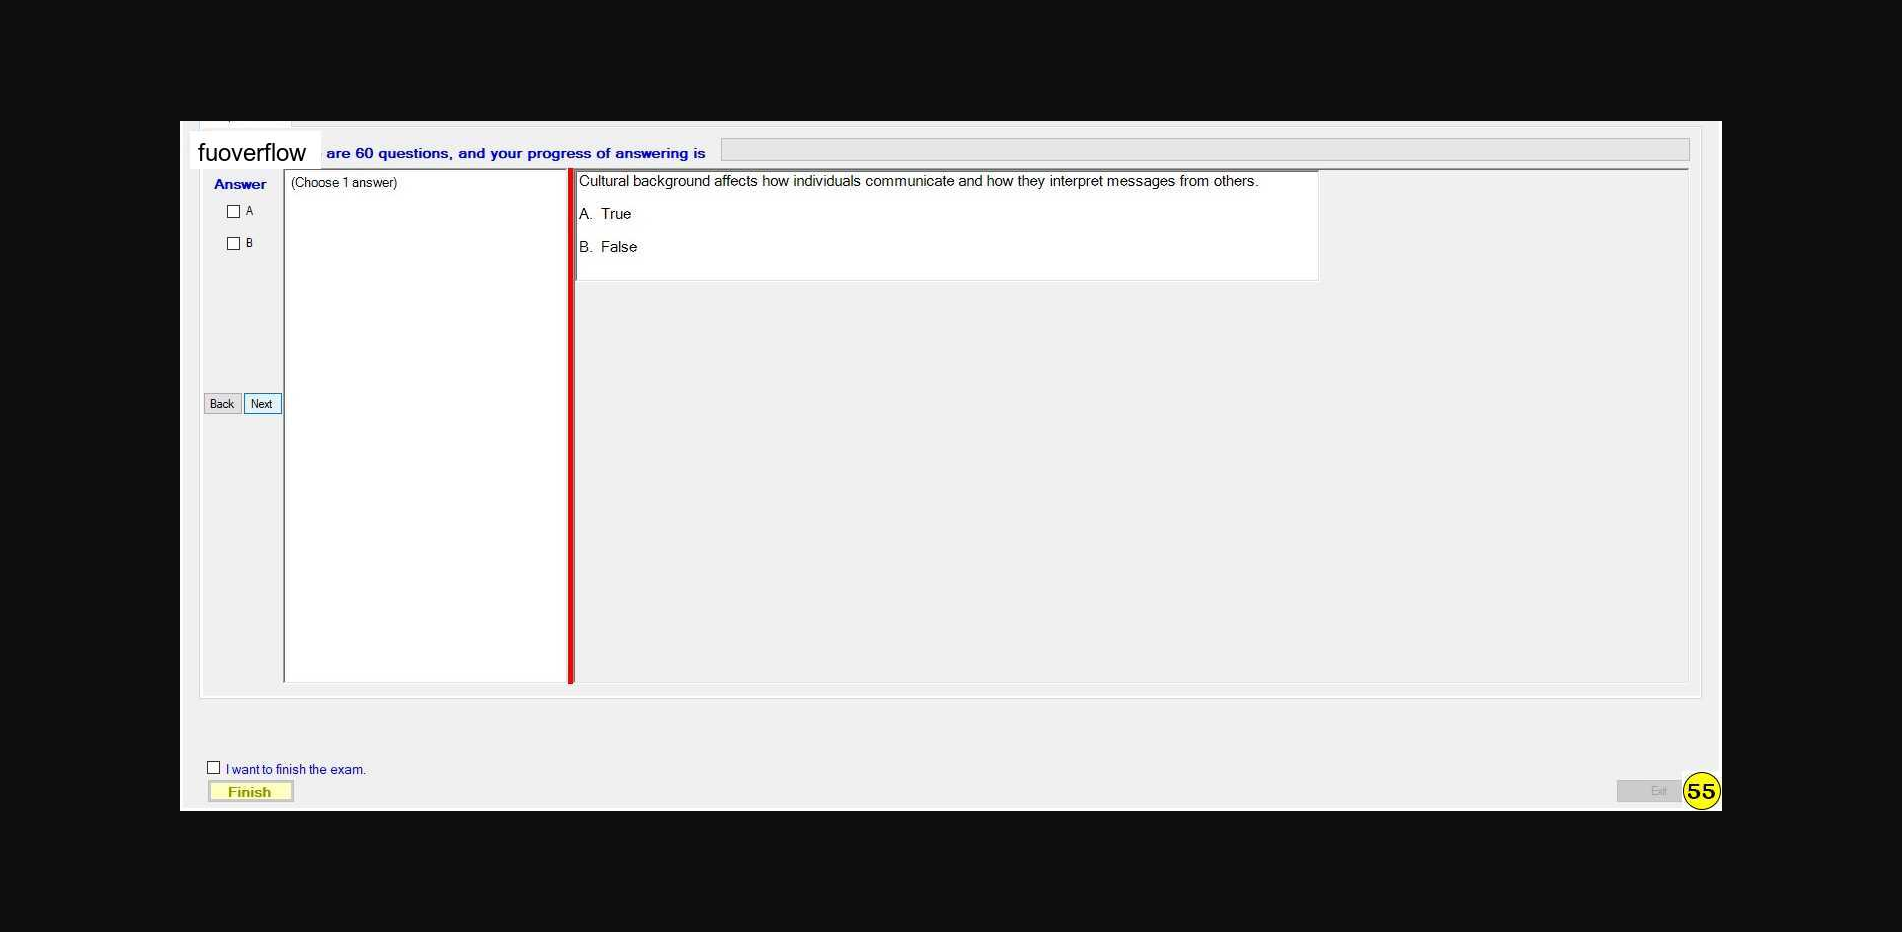 fuoverflow are 60 questions, and your progress of answering is
Answer
(Choose 1 answer)
A
B
Back Next
Cultural background affects how individuals communicate and how they interpret messages from others.
A. True
B. False
I want to finish the exam.
Finish
Exit
55